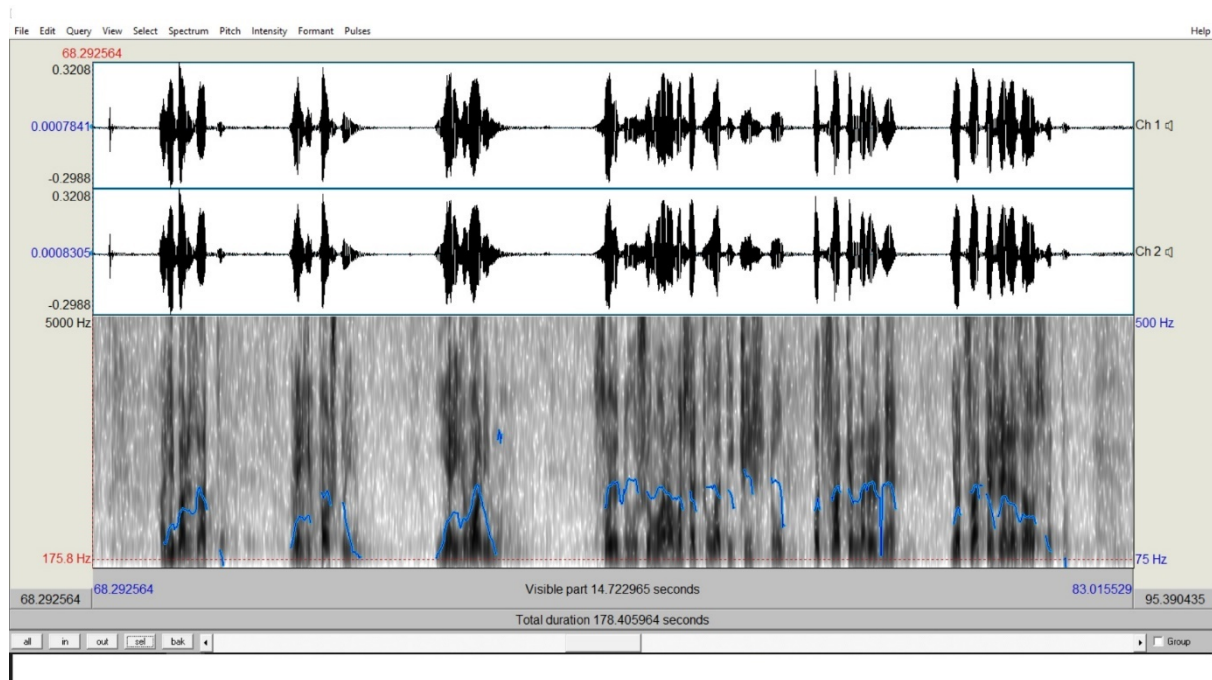 File Edit Query View Select Spectrum Pitch Intensity Formant Pulses Help
68.292564
0.3208
0.0007841
Ch 1
-0.2988
0.3208
0.0008305
Ch 2
-0.2988
5000 Hz 500 Hz
175.8 Hz 75 Hz
68.292564 68.292564 Visible part 14.722965 seconds 83.015529 95.390435
Total duration 178.405964 seconds
all in out sel bak Group